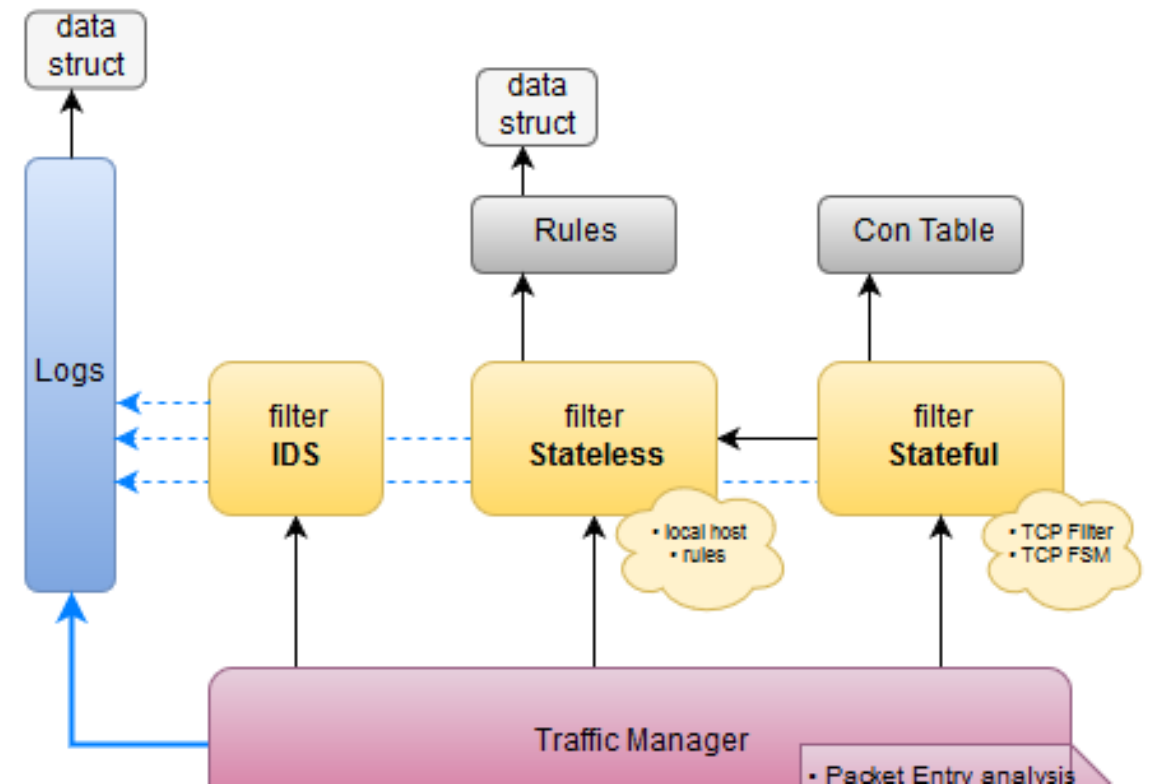 data
struct
data
struct
Rules
Con Table
Logs
filter
IDS
filter
Stateless
filter
Stateful
• local host
• rules
• TCP Filter
• TCP FSM
Traffic Manager
• Packet Entry analysis